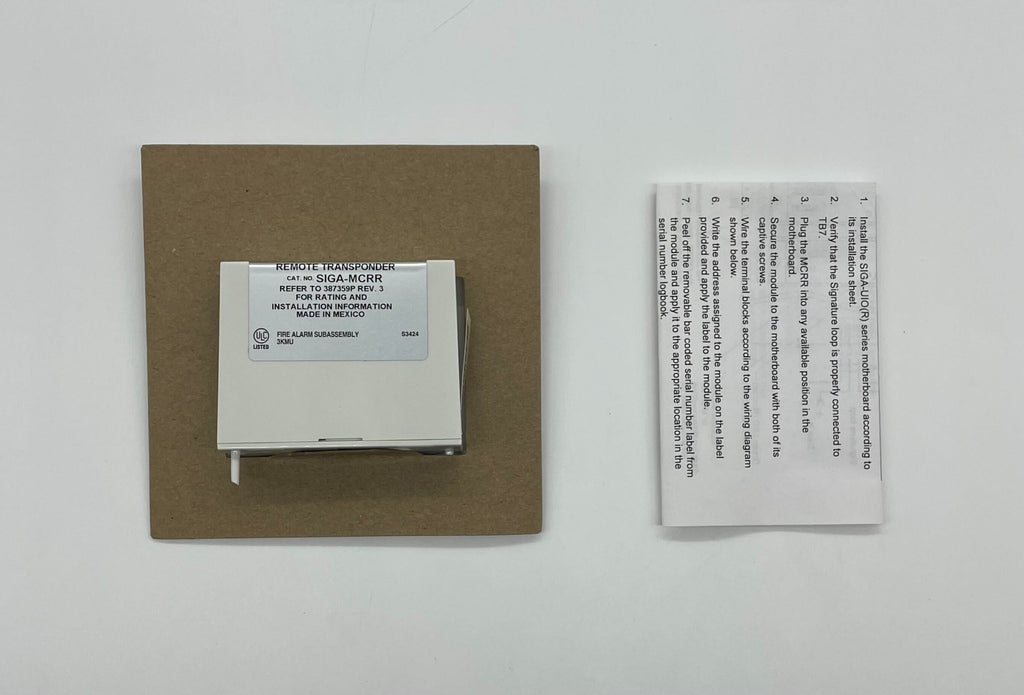 REMOTE TRANSPONDER
CAT. NO. SIGA-MCRR
REFER TO 387359P REV. 3
FOR RATING AND
INSTALLATION INFORMATION
MADE IN MEXICO
ULC
LISTED
FIRE ALARM SUBASSEMBLY
3KMU
S3424
1. Install the SIGA-UIO(R) series motherboard according to
its installation sheet.
2. Verify that the Signature loop is properly connected to
TB7.
3. Plug the MCRR into any available position in the
motherboard.
4. Secure the module to the motherboard with both of its
captive screws.
5. Wire the terminal blocks according to the wiring diagram
shown below.
6. Write the address assigned to the module on the label
provided and apply the label to the module.
7. Peel off the removable bar coded serial number label from
the module and apply it to the appropriate location in the
serial number logbook.